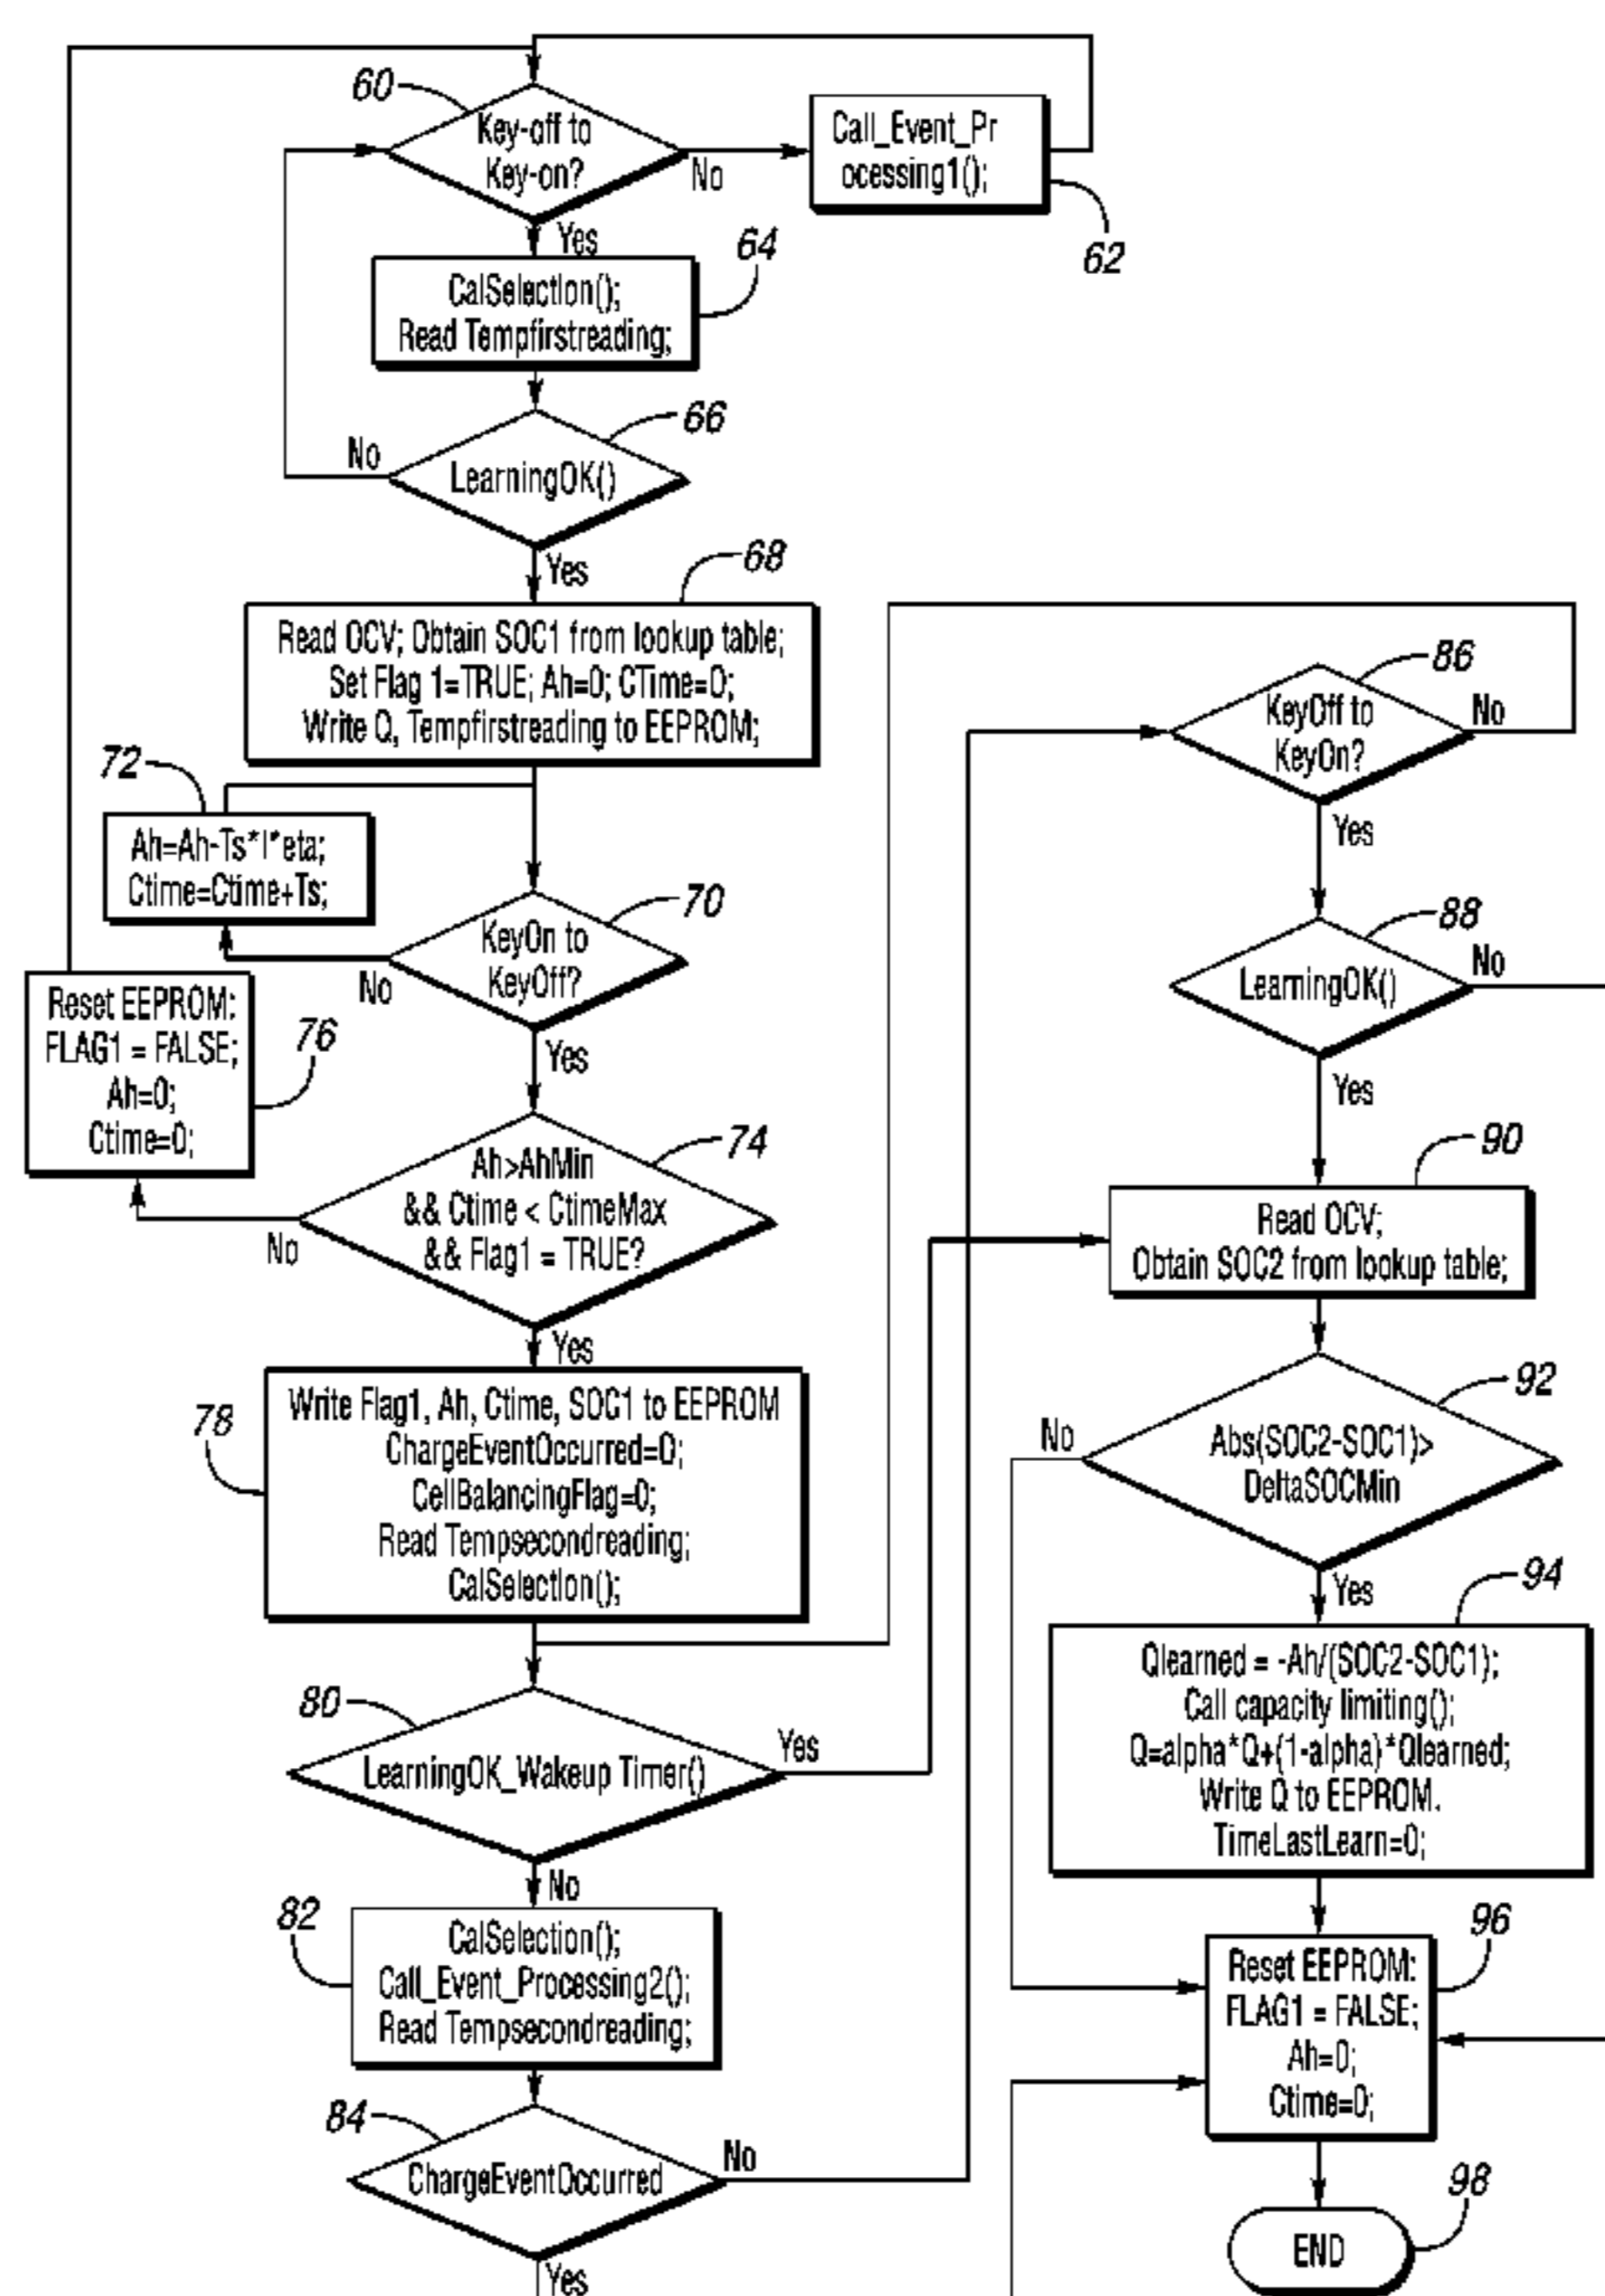 60
Key-off to
Key-on?
No
Call_Event_Pr
ocessing1();
62
Yes
64
CalSelection();
Read Tempfirstreading;
66
No
LearningOK()
Yes
68
Read OCV; Obtain SOC1 from lookup table;
Set Flag 1=TRUE; Ah=0; CTime=0;
Write Q, Tempfirstreading to EEPROM;
72
Ah=Ah-Ts*I*eta;
Ctime=Ctime+Ts;
70
KeyOn to
KeyOff?
No
Yes
Reset EEPROM:
FLAG1 = FALSE;
Ah=0;
Ctime=0;
76
74
Ah>AhMin
&& Ctime < CtimeMax
&& Flag1 = TRUE?
No
Yes
78
Write Flag1, Ah, Ctime, SOC1 to EEPROM
ChargeEventOccurred=0;
CellBalancingFlag=0;
Read Tempsecondreading;
CalSelection();
80
LearningOK_Wakeup Timer()
Yes
No
82
CalSelection();
Call_Event_Processing2();
Read Tempsecondreading;
84
ChargeEventOccurred
No
Yes
86
KeyOff to
KeyOn?
No
Yes
88
LearningOK()
No
Yes
90
Read OCV;
Obtain SOC2 from lookup table;
92
No
Abs(SOC2-SOC1)>
DeltaSOCMin
Yes
94
Qlearned = -Ah/(SOC2-SOC1);
Call capacity limiting();
Q=alpha*Q+(1-alpha)*Qlearned;
Write Q to EEPROM.
TimeLastLearn=0;
96
Reset EEPROM:
FLAG1 = FALSE;
Ah=0;
Ctime=0;
98
END